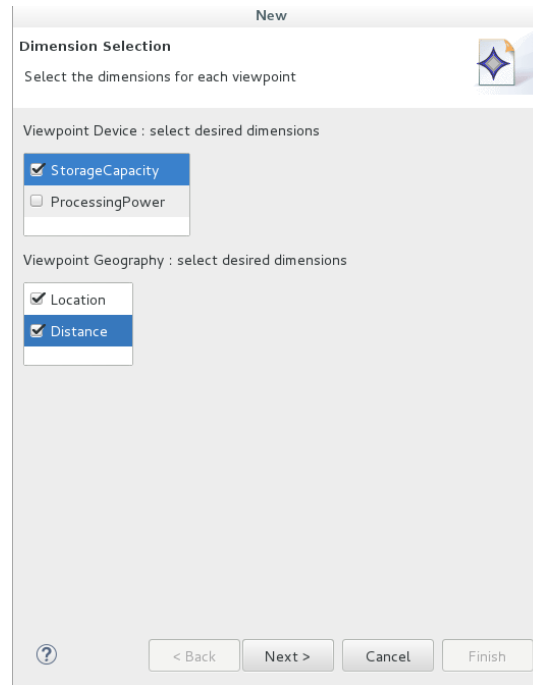 New
Dimension Selection
Select the dimensions for each viewpoint
Viewpoint Device : select desired dimensions
StorageCapacity
ProcessingPower
Viewpoint Geography : select desired dimensions
Location
Distance
? < Back Next > Cancel Finish